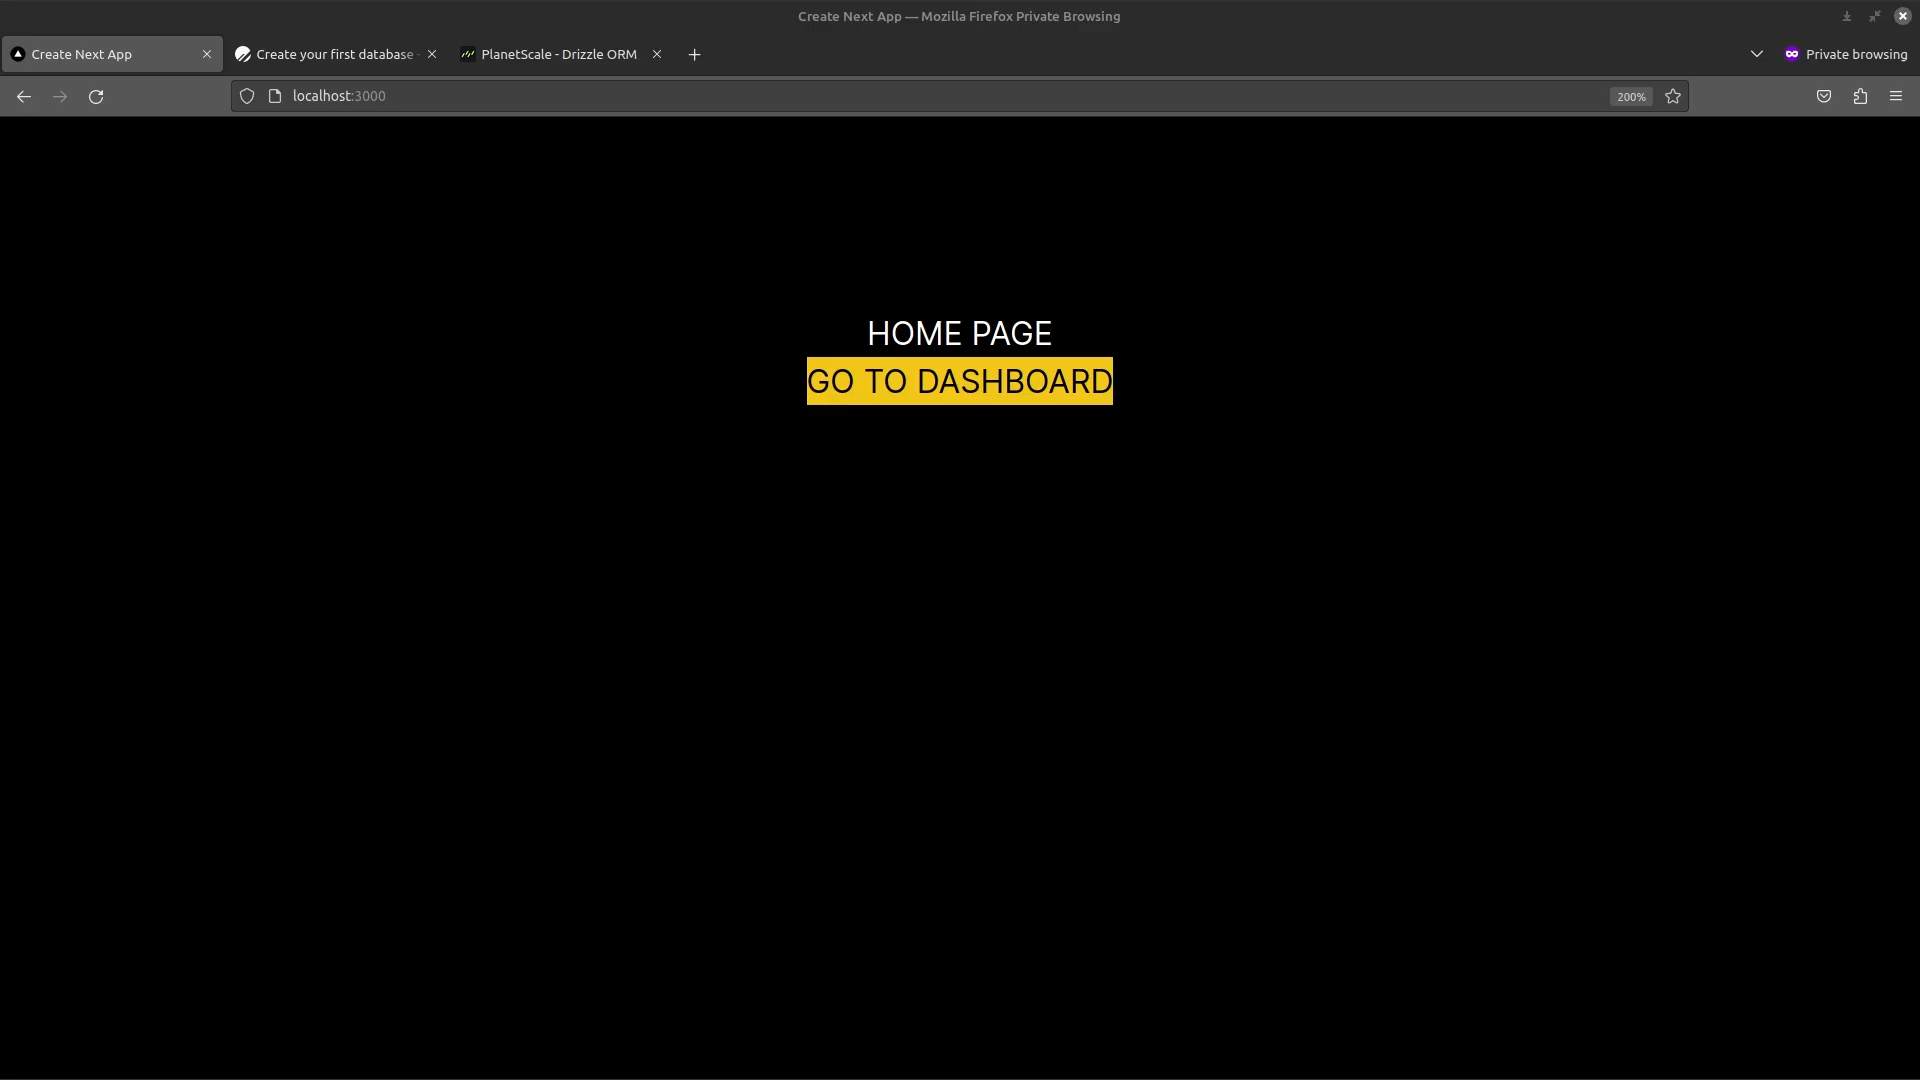 Create Next App — Mozilla Firefox Private Browsing
Create Next App
Create your first database
PlanetScale - Drizzle ORM
Private browsing
localhost:3000
200%
HOME PAGE
GO TO DASHBOARD